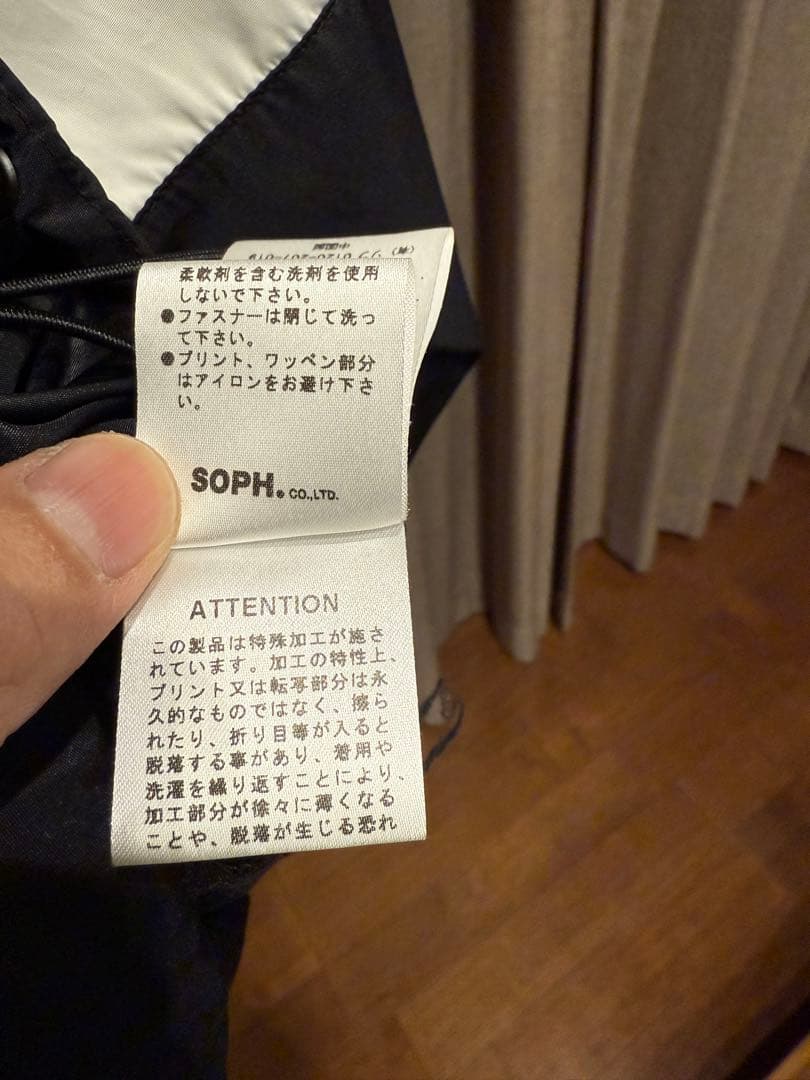 柔軟剤を含む洗剤を使用
しないで下さい。
●ファスナーは閉じて洗っ
て下さい。
●プリント、ワッペン部分
はアイロンをお避け下さ
い。
SOPH. CO.,LTD.
ATTENTION
この製品は特殊加工が施さ
れています。加工の特性上、
プリント又は転写部分は永
久的なものではなく、擦ら
れたり、折り目等が入ると
脱落する事があり、着用や
洗濯を繰り返すことにより、
加工部分が徐々に薄くなる
ことや、脱落が生じる恐れ